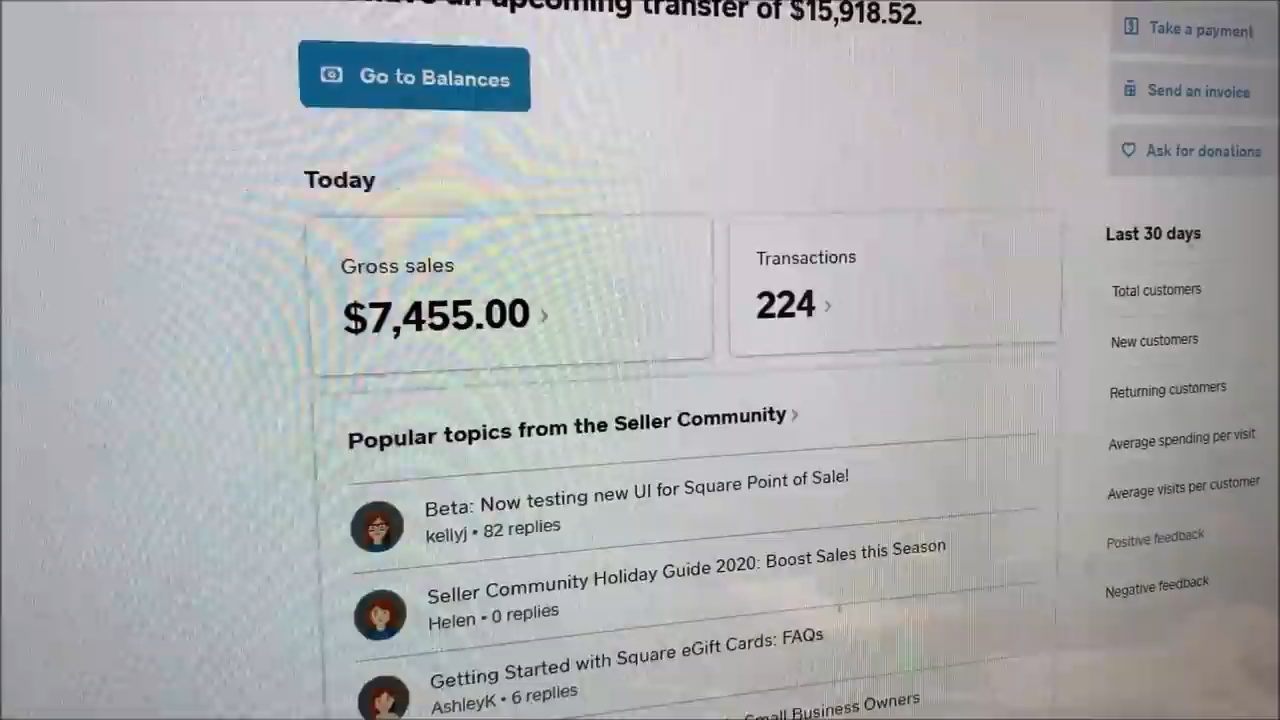 an upcoming transfer of $15,918.52.
Go to Balances
Take a payment
Send an invoice
Ask for donations
Today
Gross sales
$7,455.00 ›
Transactions
224 ›
Popular topics from the Seller Community ›
Beta: Now testing new UI for Square Point of Sale!
kellyj • 82 replies
Seller Community Holiday Guide 2020: Boost Sales this Season
Helen • 0 replies
Getting Started with Square eGift Cards: FAQs
AshleyK • 6 replies
Small Business Owners
Last 30 days
Total customers
New customers
Returning customers
Average spending per visit
Average visits per customer
Positive feedback
Negative feedback